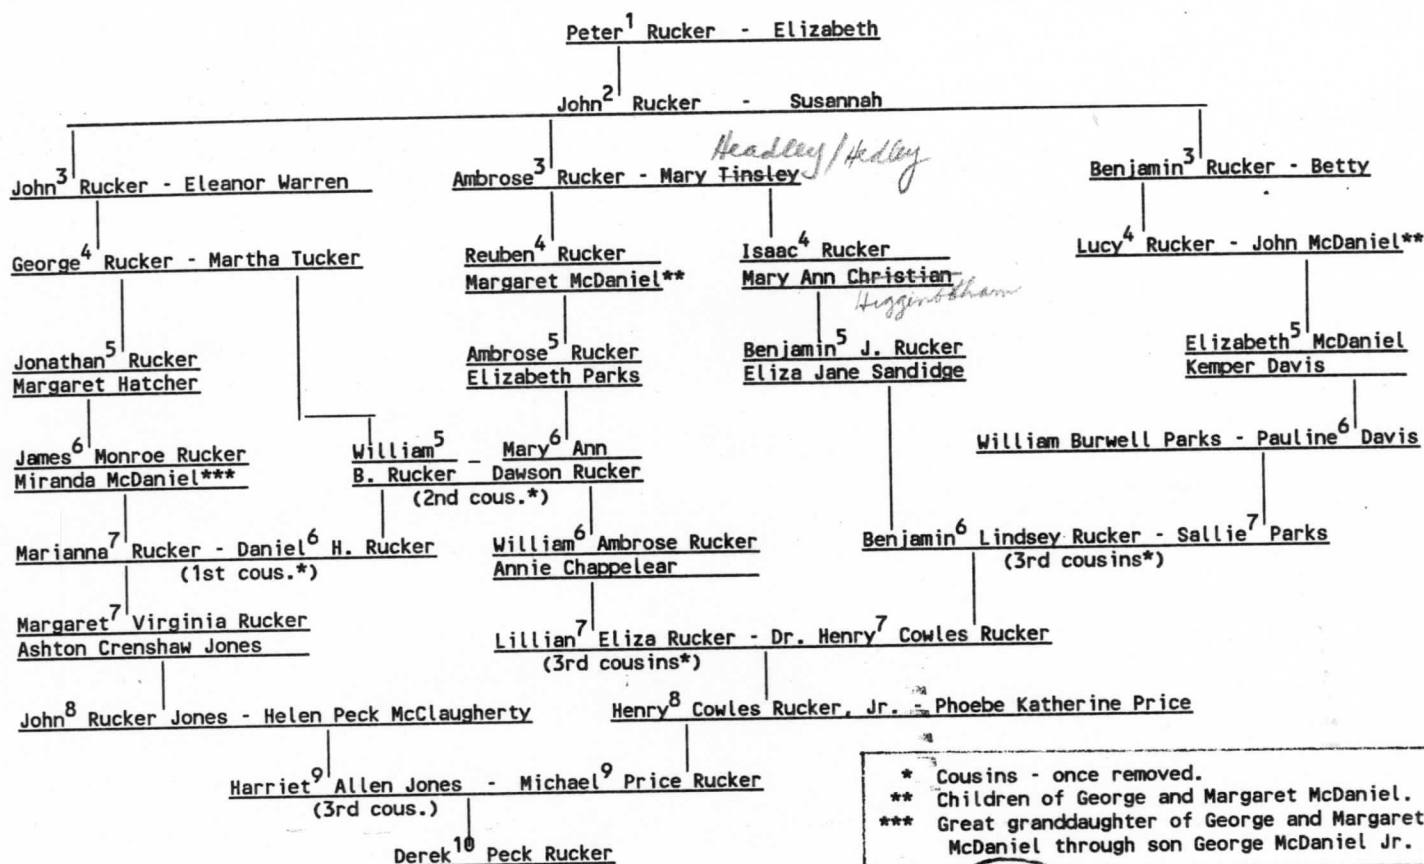 Peter¹ Rucker - Elizabeth
John² Rucker - Susannah
Headley/Hedley
John³ Rucker - Eleanor Warren
Ambrose³ Rucker - Mary Tinsley
Benjamin³ Rucker - Betty
George⁴ Rucker - Martha Tucker
Reuben⁴ Rucker
Margaret McDaniel**
Isaac⁴ Rucker
Mary Ann Christian
Higginbotham
Lucy⁴ Rucker - John McDaniel**
Jonathan⁵ Rucker
Margaret Hatcher
Ambrose⁵ Rucker
Elizabeth Parks
Benjamin⁵ J. Rucker
Eliza Jane Sandidge
Elizabeth⁵ McDaniel
Kemper Davis
James⁶ Monroe Rucker
Miranda McDaniel***
William⁵ - Mary⁶ Ann
B. Rucker Dawson Rucker
(2nd cous.*)
William Burwell Parks - Pauline⁶ Davis
Marianna⁷ Rucker - Daniel⁶ H. Rucker
(1st cous.*)
William⁶ Ambrose Rucker
Annie Chappelear
Benjamin⁶ Lindsey Rucker - Sallie⁷ Parks
(3rd cousins*)
Margaret⁷ Virginia Rucker
Ashton Crenshaw Jones
Lillian⁷ Eliza Rucker - Dr. Henry⁷ Cowles Rucker
(3rd cousins*)
John⁸ Rucker Jones - Helen Peck McClaugherty
Henry⁸ Cowles Rucker, Jr. - Phoebe Katherine Price
Harriet⁹ Allen Jones - Michael⁹ Price Rucker
(3rd cous.)
Derek¹⁰ Peck Rucker
* Cousins - once removed.
** Children of George and Margaret McDaniel.
*** Great granddaughter of George and Margaret
McDaniel through son George McDaniel Jr.